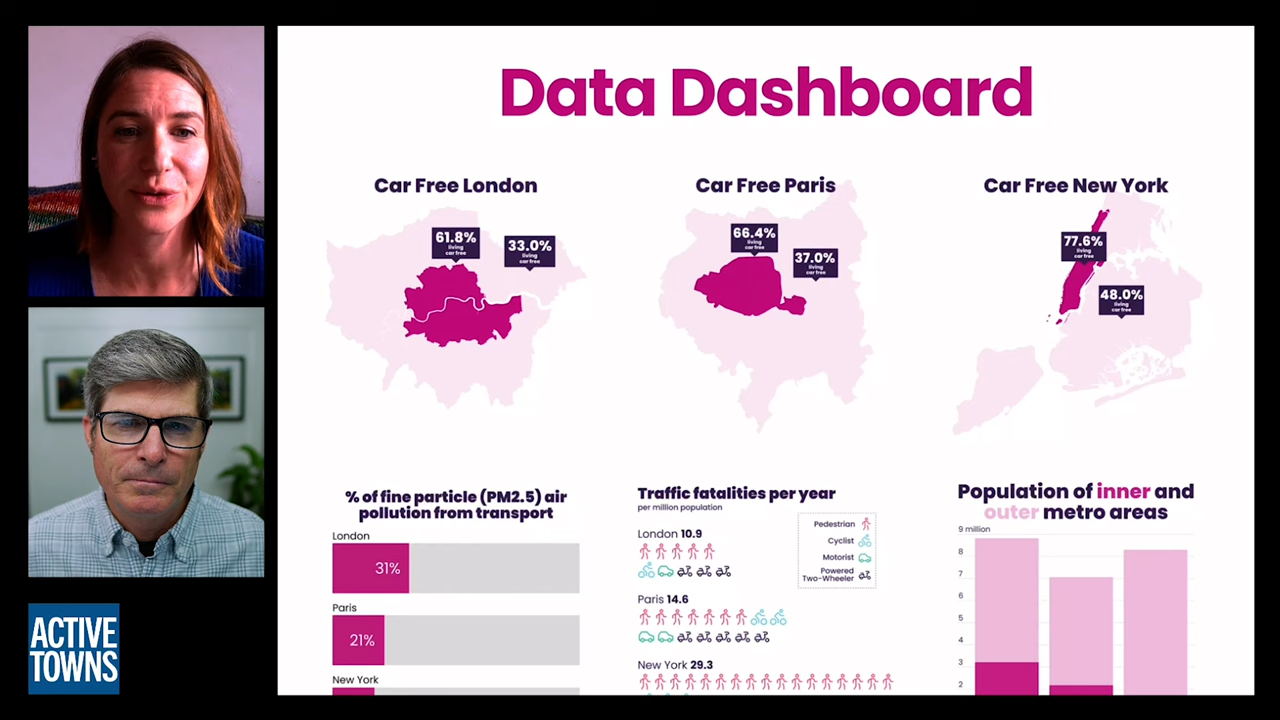 Data Dashboard
Car Free London
61.8%
living
car free
33.0%
living
car free
Car Free Paris
66.4%
living
car free
37.0%
living
car free
Car Free New York
77.6%
living
car free
48.0%
living
car free
% of fine particle (PM2.5) air
pollution from transport
London
31%
Paris
21%
New York
Traffic fatalities per year
per million population
Pedestrian
Cyclist
Motorist
Powered
Two-Wheeler
London 10.9
Paris 14.6
New York 29.3
Population of inner and
outer metro areas
9 million
8
7
6
5
4
3
2
ACTIVE
TOWNS